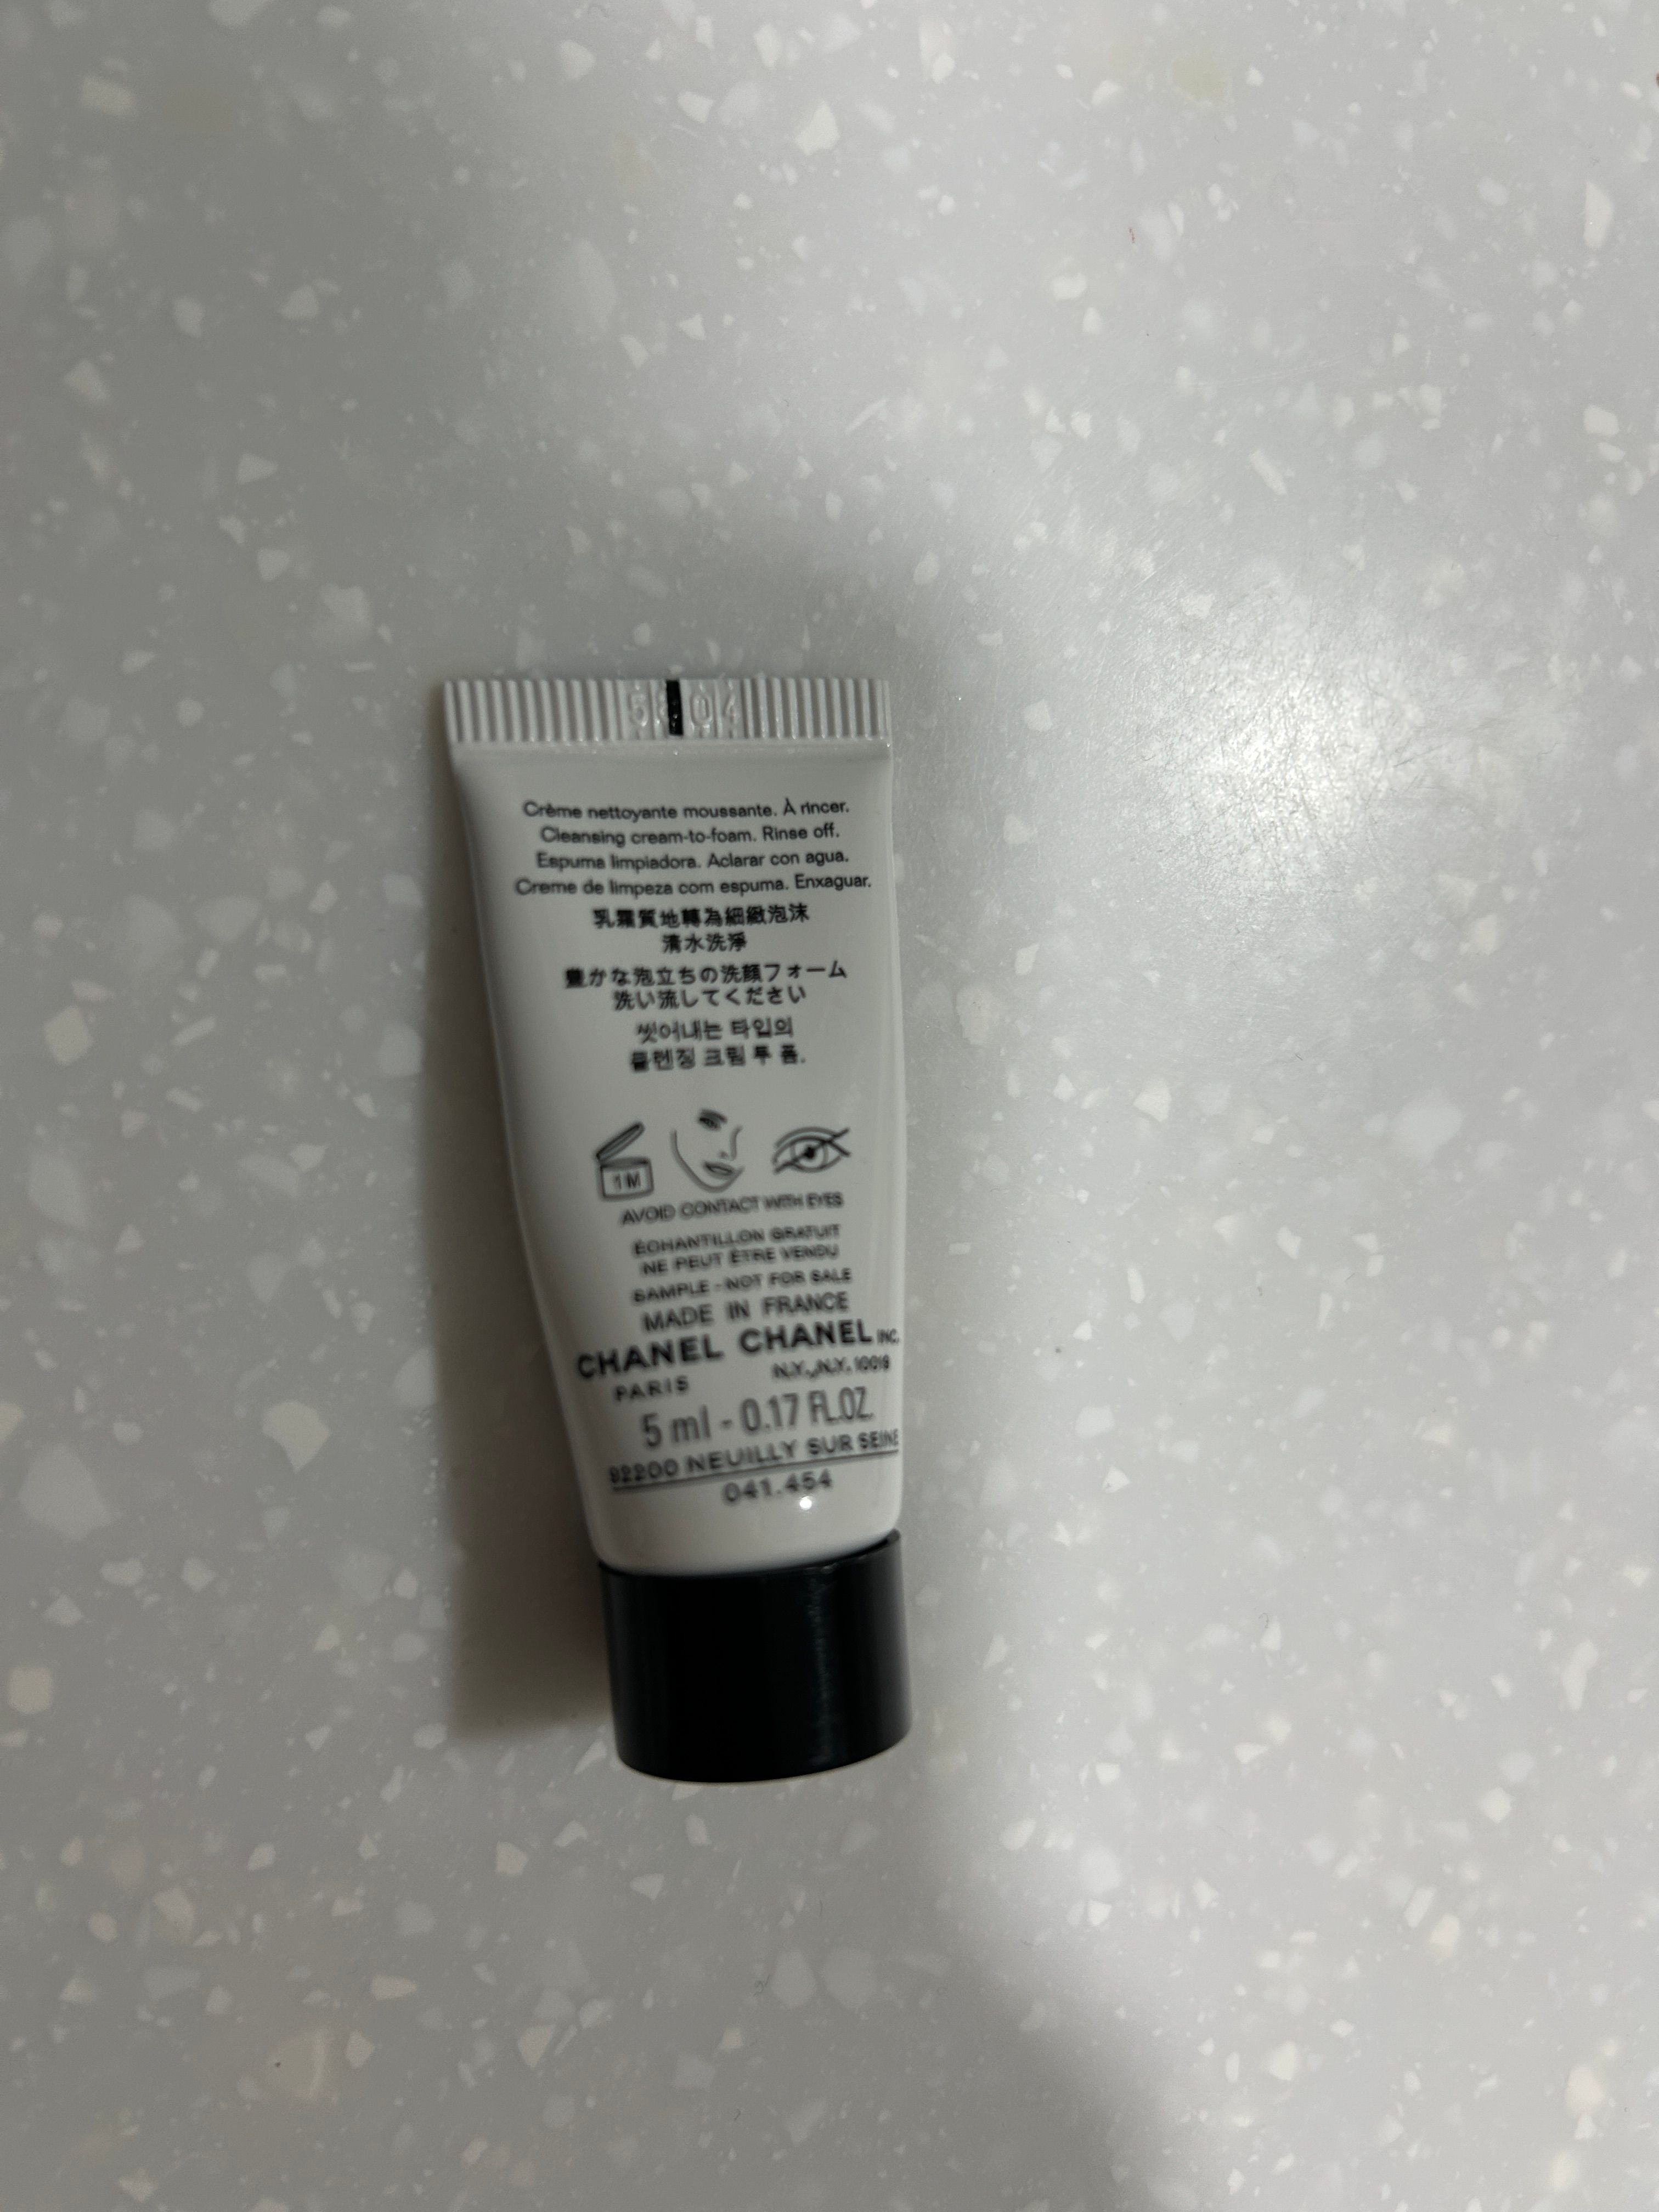 Crème nettoyante moussante. À rincer.
Cleansing cream-to-foam. Rinse off.
Espuma limpiadora. Aclarar con agua.
Creme de limpeza com espuma. Enxaguar.
乳霜質地轉為細緻泡沫
清水洗淨
豊かな泡立ちの洗顔フォーム
洗い流してください
씻어내는 타입의
클렌징 크림 투 폼.
1M
AVOID CONTACT WITH EYES
ÉCHANTILLON GRATUIT
NE PEUT ÊTRE VENDU
SAMPLE - NOT FOR SALE
MADE IN FRANCE
CHANEL CHANEL INC.
PARIS N.Y., N.Y. 10019
5 ml - 0.17 FL.OZ.
92200 NEUILLY SUR SEINE
041.454